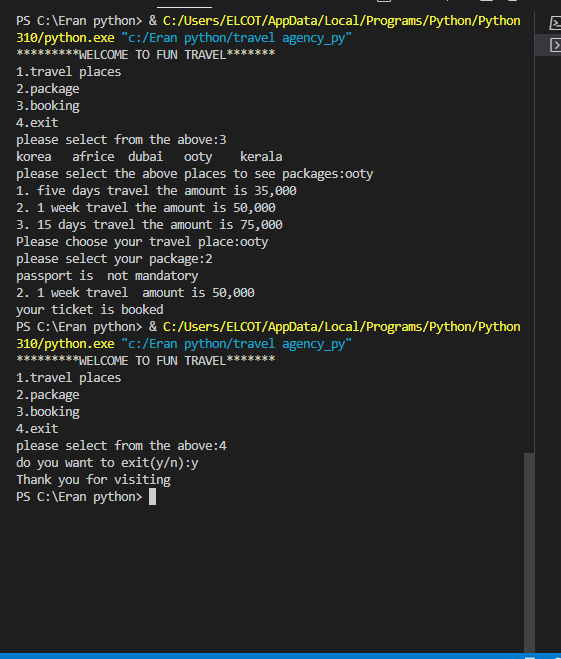 PS C:\Eran python> & C:/Users/ELCOT/AppData/Local/Programs/Python/Python
310/python.exe "c:/Eran python/travel agency_py"
*********WELCOME TO FUN TRAVEL*******
1.travel places
2.package
3.booking
4.exit
please select from the above:3
korea   africe  dubai   ooty    kerala
please select the above places to see packages:ooty
1. five days travel the amount is 35,000
2. 1 week travel the amount is 50,000
3. 15 days travel the amount is 75,000
Please choose your travel place:ooty
please select your package:2
passport is  not mandatory
2. 1 week travel  amount is 50,000
your ticket is booked
PS C:\Eran python> & C:/Users/ELCOT/AppData/Local/Programs/Python/Python
310/python.exe "c:/Eran python/travel agency_py"
*********WELCOME TO FUN TRAVEL*******
1.travel places
2.package
3.booking
4.exit
please select from the above:4
do you want to exit(y/n):y
Thank you for visiting
PS C:\Eran python>